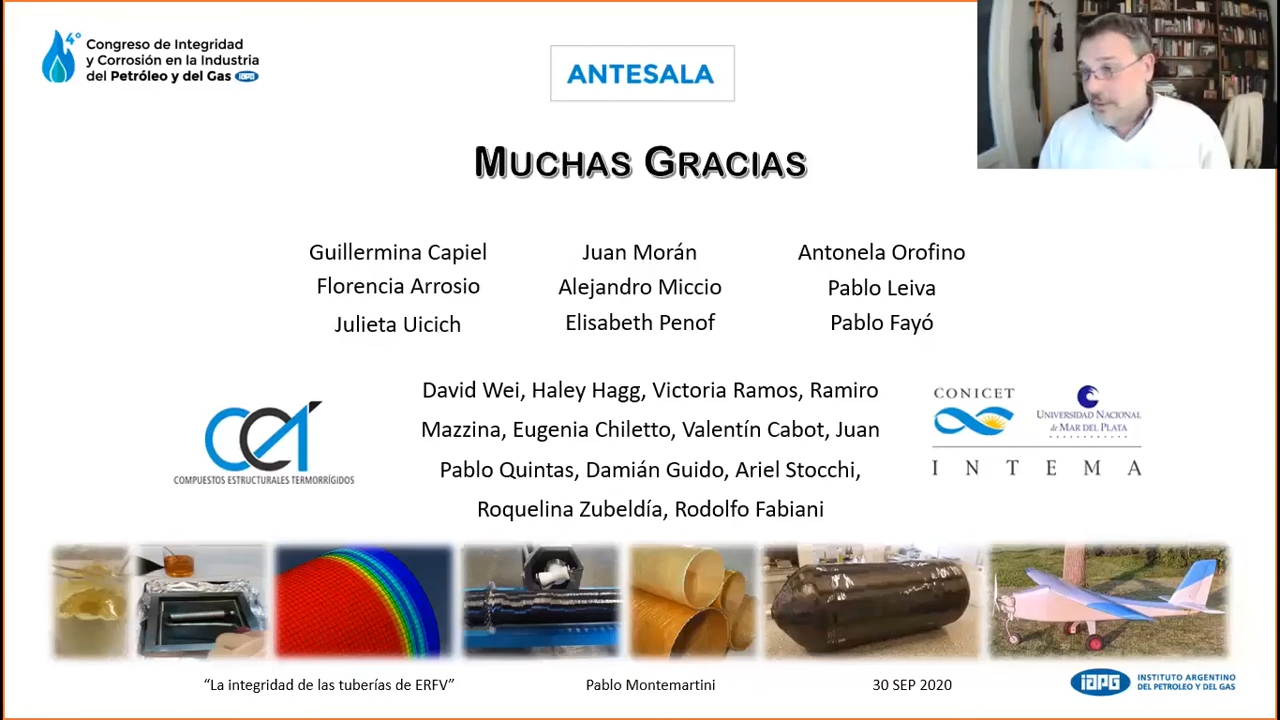 4°
Congreso de Integridad
y Corrosión en la Industria
del Petróleo y del Gas iapg
ANTESALA
MUCHAS GRACIAS
Guillermina Capiel
Juan Morán
Antonela Orofino
Florencia Arrosio
Alejandro Miccio
Pablo Leiva
Julieta Uicich
Elisabeth Penof
Pablo Fayó
David Wei, Haley Hagg, Victoria Ramos, Ramiro
Mazzina, Eugenia Chiletto, Valentín Cabot, Juan
Pablo Quintas, Damián Guido, Ariel Stocchi,
Roquelina Zubeldía, Rodolfo Fabiani
CET
COMPUESTOS ESTRUCTURALES TERMORRÍGIDOS
CONICET
UNIVERSIDAD NACIONAL
de MAR DEL PLATA
INTEMA
“La integridad de las tuberías de ERFV”
Pablo Montemartini
30 SEP 2020
iapg
INSTITUTO ARGENTINO
DEL PETROLEO Y DEL GAS